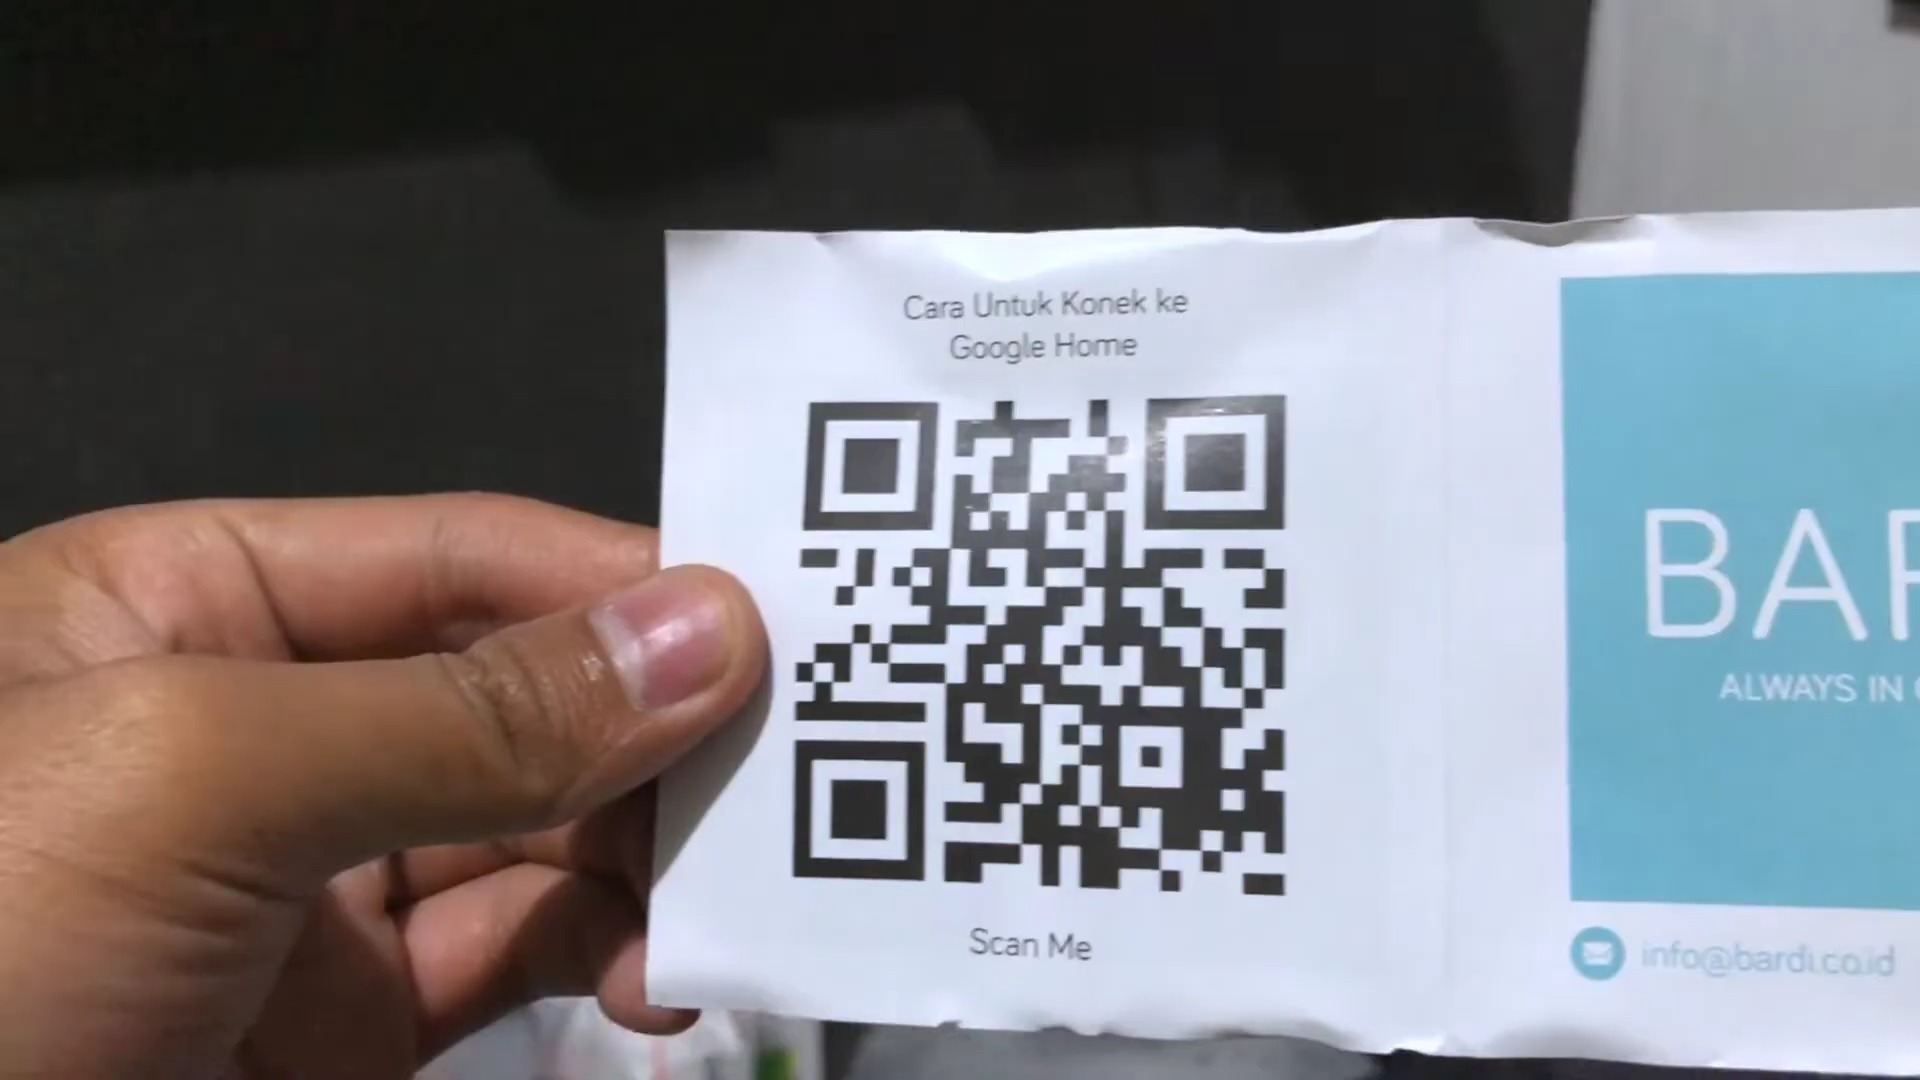 Cara Untuk Konek ke
Google Home
Scan Me
ALWAYS IN
info@bardi.co.id